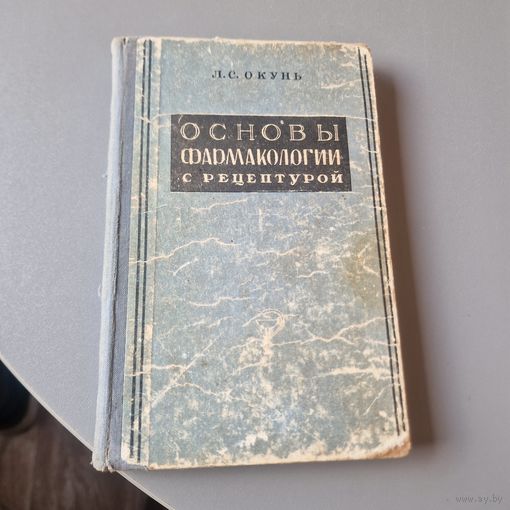 Л.С. ОКУНЬ
ОСНОВЫ
ФАРМАКОЛОГИИ
С РЕЦЕПТУРОЙ
www.ay.by